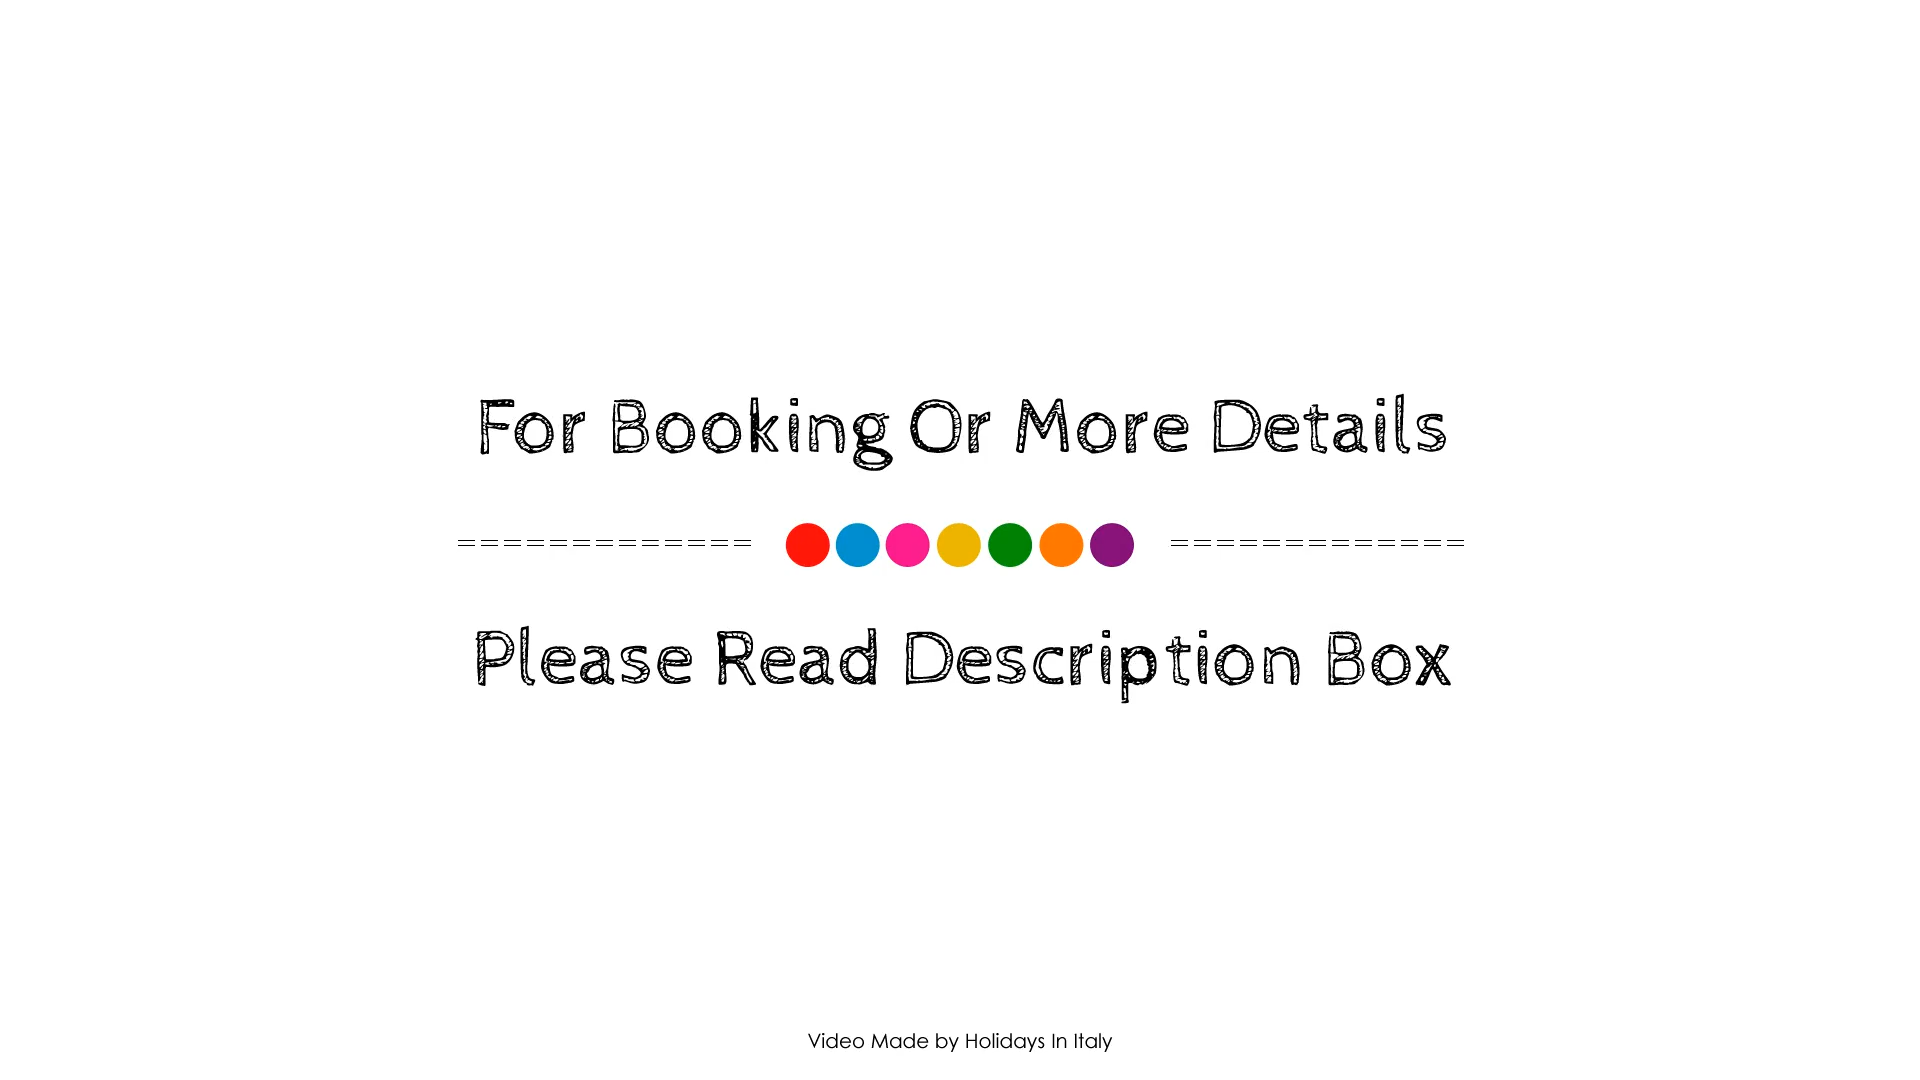 For Booking Or More Details
============= =============
Please Read Description Box
Video Made by Holidays In Italy